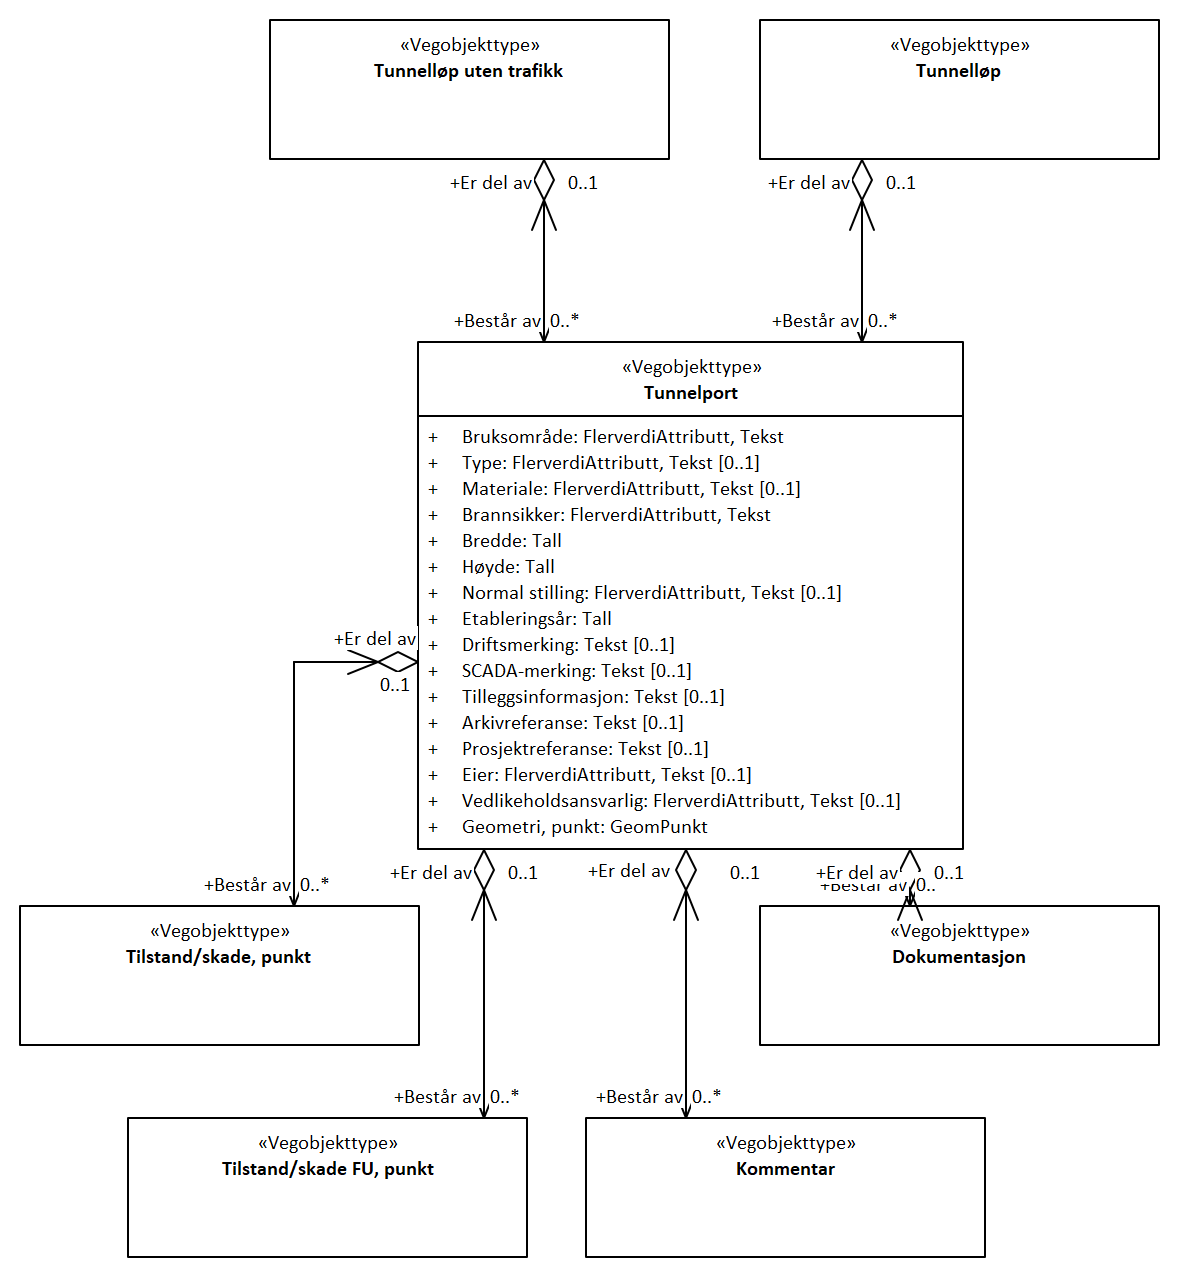 «Vegobjekttype»
Tunnelløp uten trafikk
«Vegobjekttype»
Tunnelløp
+Er del av
0..1
+Er del av
0..1
+Består av
0..*
+Består av
0..*
«Vegobjekttype»
Tunnelport
+ Bruksområde: FlerverdiAttributt, Tekst
+ Type: FlerverdiAttributt, Tekst [0..1]
+ Materiale: FlerverdiAttributt, Tekst [0..1]
+ Brannsikker: FlerverdiAttributt, Tekst
+ Bredde: Tall
+ Høyde: Tall
+ Normal stilling: FlerverdiAttributt, Tekst [0..1]
+ Etableringsår: Tall
+ Driftsmerking: Tekst [0..1]
+ SCADA-merking: Tekst [0..1]
+ Tilleggsinformasjon: Tekst [0..1]
+ Arkivreferanse: Tekst [0..1]
+ Prosjektreferanse: Tekst [0..1]
+ Eier: FlerverdiAttributt, Tekst [0..1]
+ Vedlikeholdsansvarlig: FlerverdiAttributt, Tekst [0..1]
+ Geometri, punkt: GeomPunkt
+Er del av
0..1
+Er del av
0..1
+Er del av
0..1
+Er del av
0..1
+Består av
0..*
+Består av
0..
«Vegobjekttype»
Tilstand/skade, punkt
«Vegobjekttype»
Dokumentasjon
+Består av
0..*
+Består av
0..*
«Vegobjekttype»
Tilstand/skade FU, punkt
«Vegobjekttype»
Kommentar